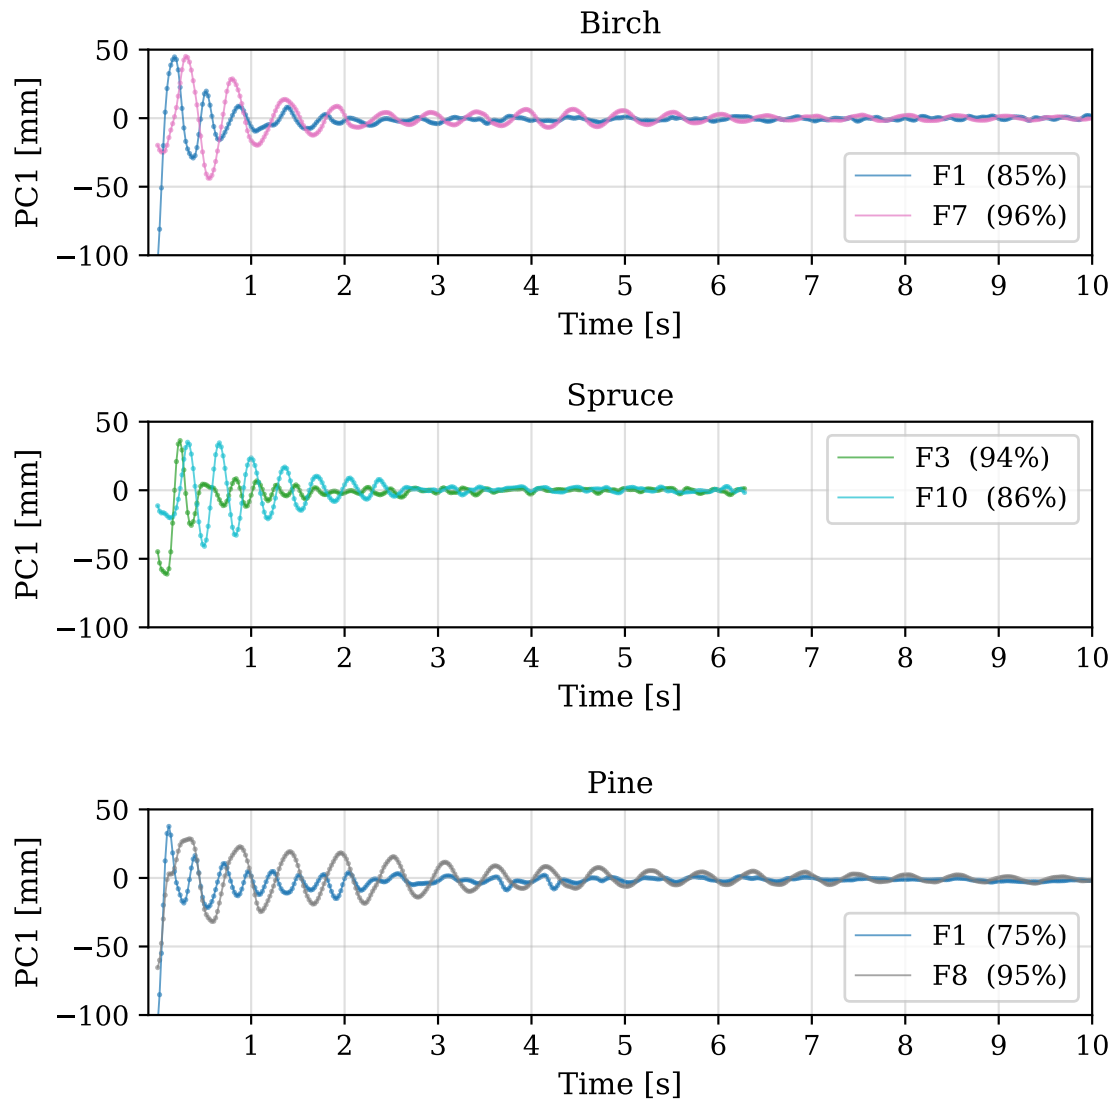 Birch
PC1 [mm]
50
0
−50
−100
F1 (85%)
F7 (96%)
1 2 3 4 5 6 7 8 9 10
Time [s]
Spruce
PC1 [mm]
50
0
−50
−100
F3 (94%)
F10 (86%)
1 2 3 4 5 6 7 8 9 10
Time [s]
Pine
PC1 [mm]
50
0
−50
−100
F1 (75%)
F8 (95%)
1 2 3 4 5 6 7 8 9 10
Time [s]